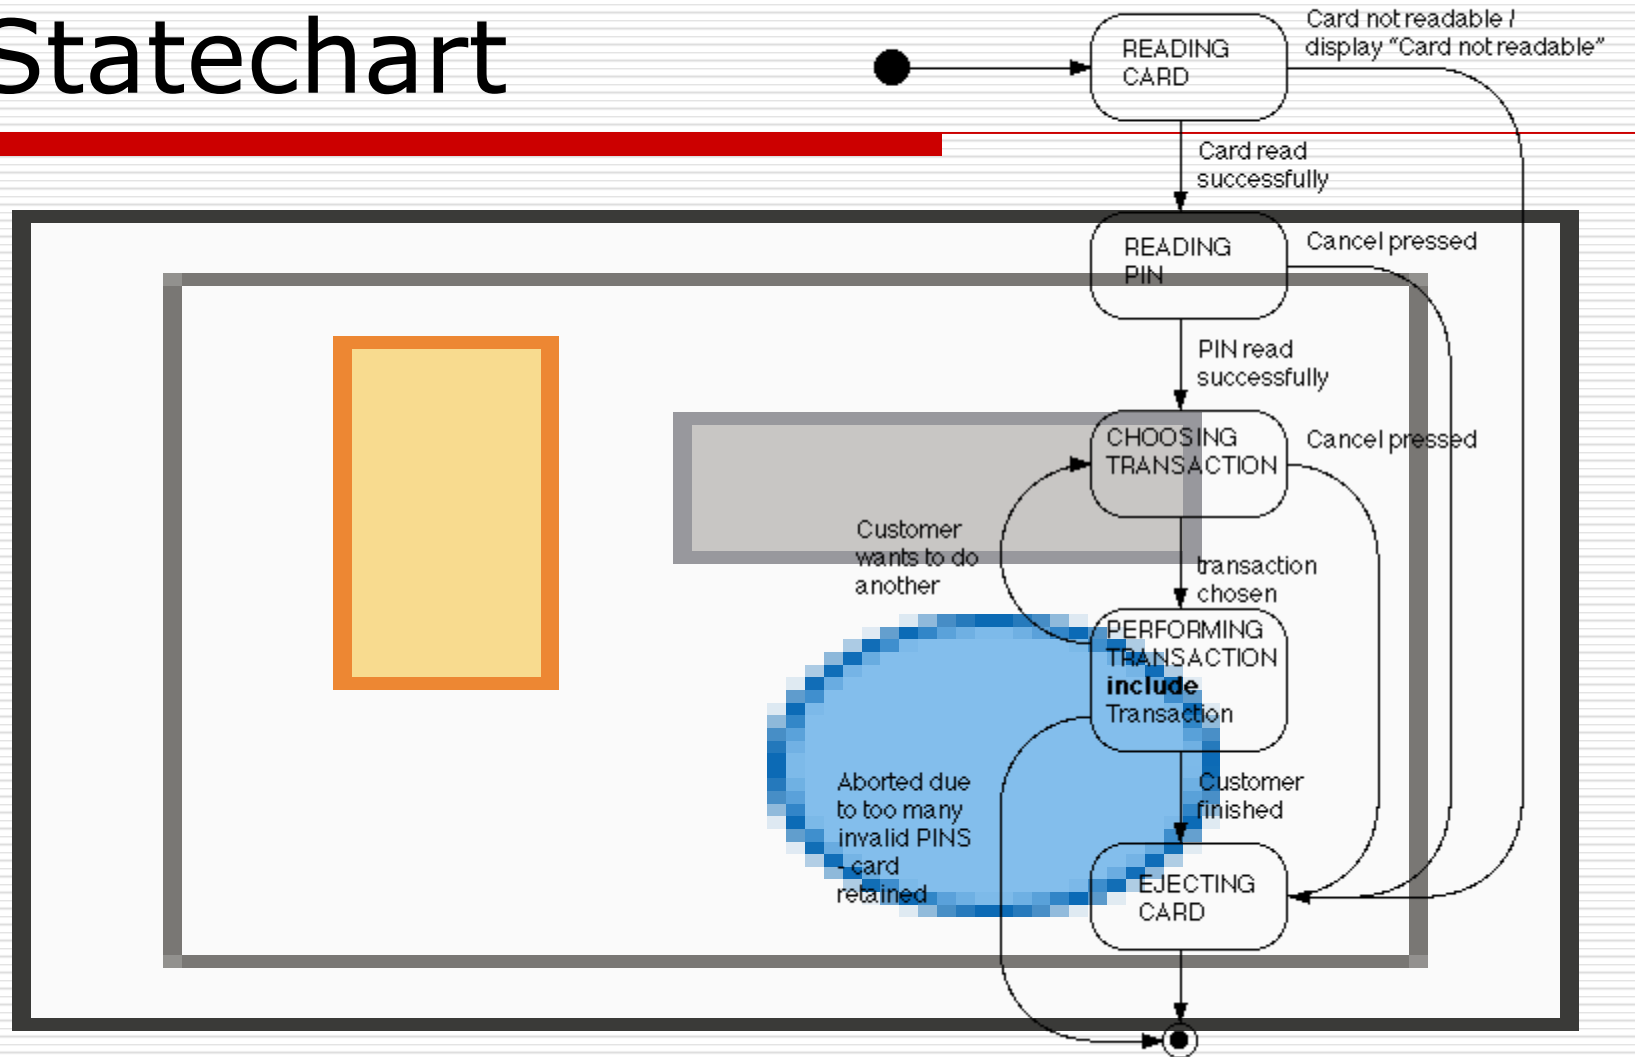 Statechart
Card not readable /
display "Card not readable"
READING
CARD
Card read
successfully
READING
PIN
Cancel pressed
PIN read
successfully
CHOOSING
TRANSACTION
Cancel pressed
Customer
wants to do
another
transaction
chosen
PERFORMING
TRANSACTION
include
Transaction
Aborted due
to too many
invalid PINS
- card
retained
Customer
finished
EJECTING
CARD